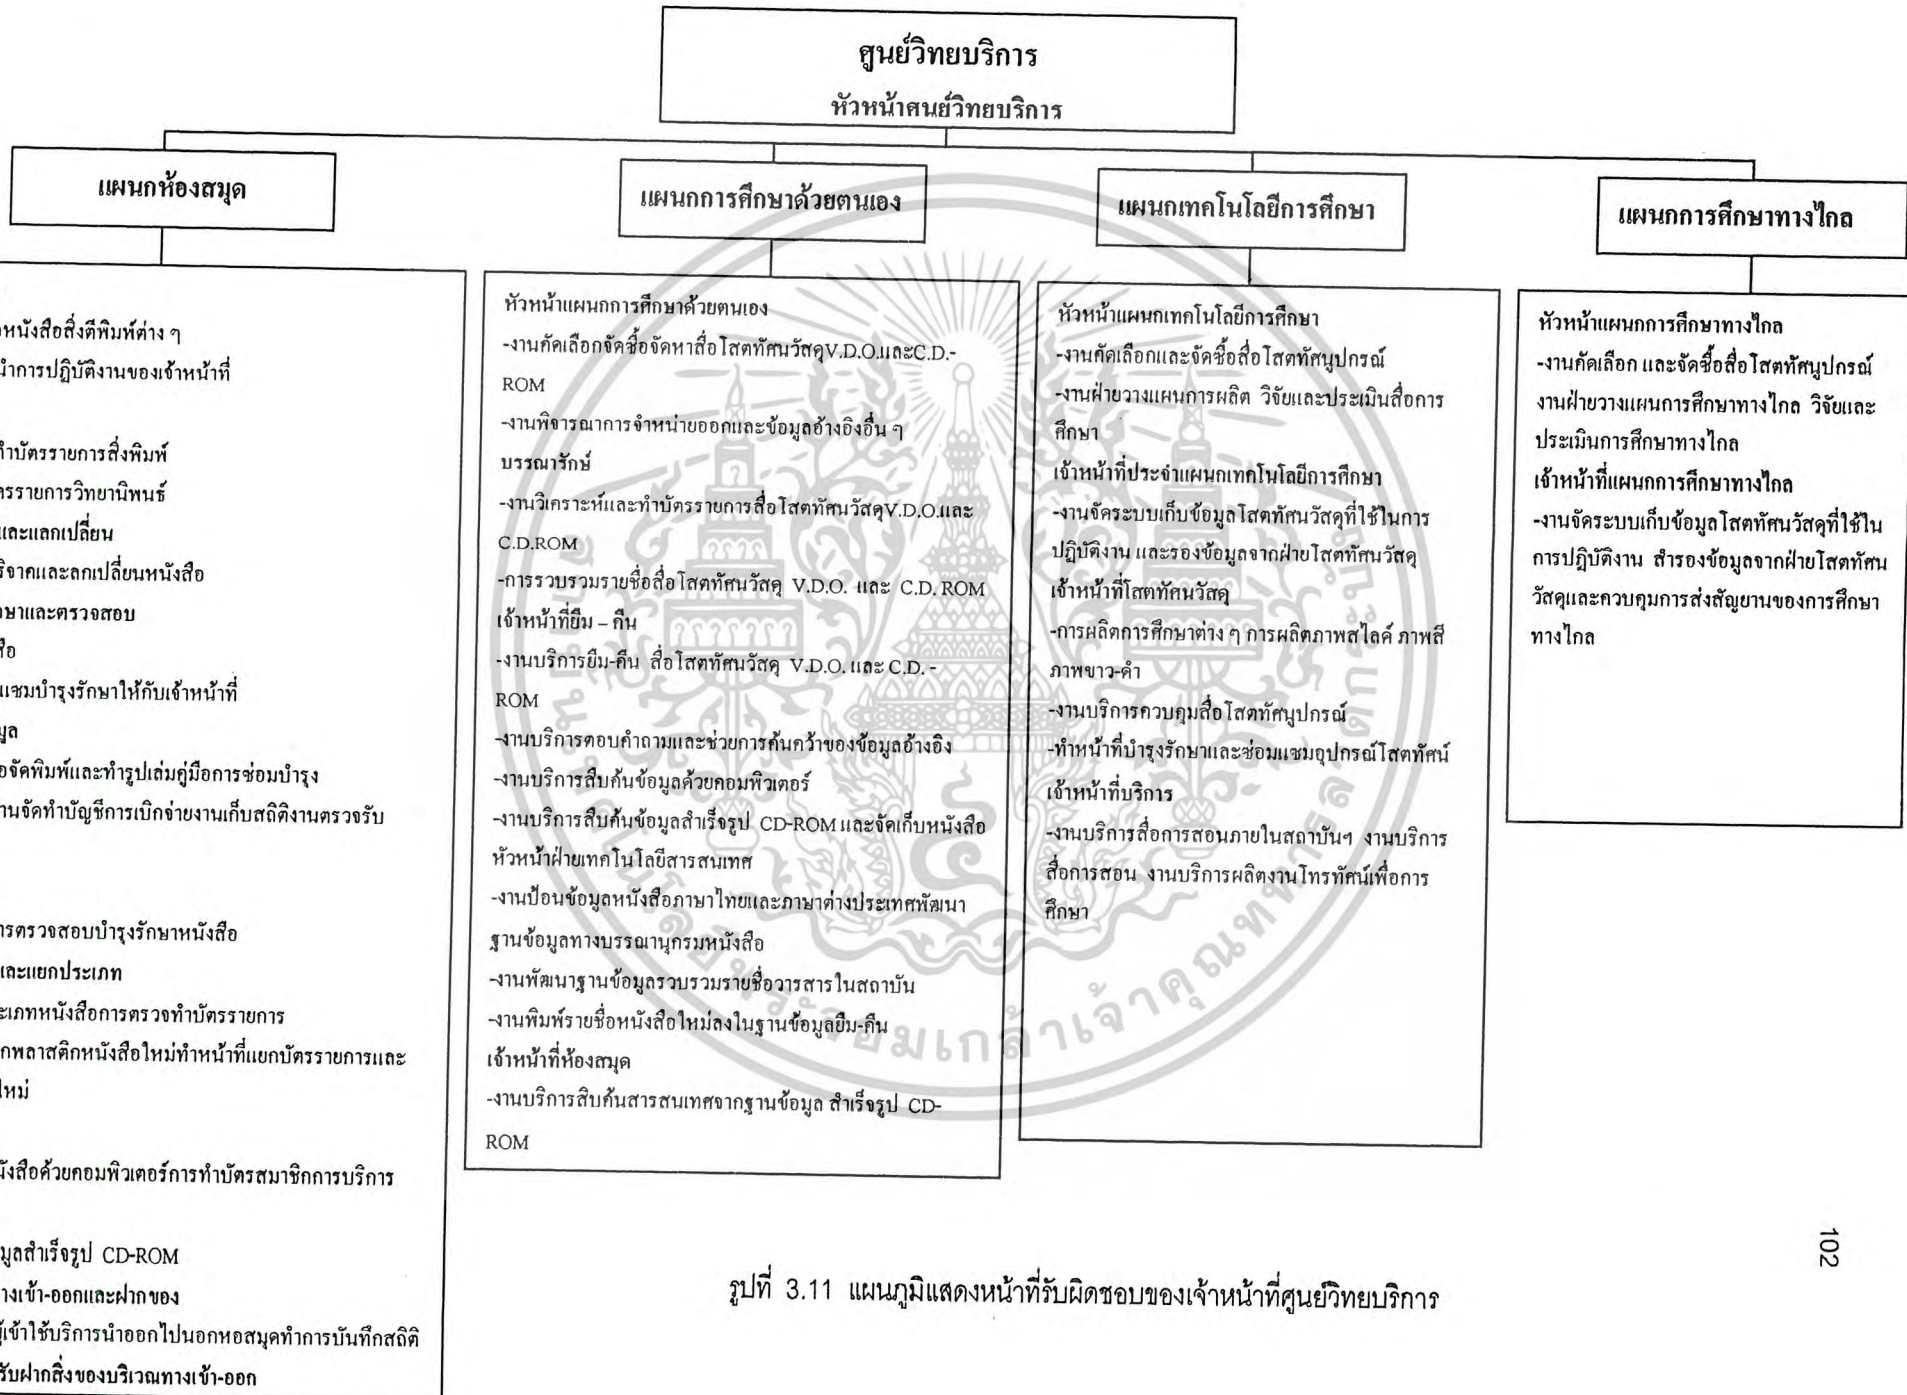 ศูนย์วิทยบริการ
หัวหน้าศนย์วิทยบริการ
แผนกห้องสมุด
แผนกการศึกษาด้วยตนเอง
แผนกเทคโนโลยีการศึกษา
แผนกการศึกษาทางไกล
หนังสือสิ่งตีพิมพ์ต่าง ๆ
นำการปฏิบัติงานของเจ้าหน้าที่
ทำบัตรรายการสิ่งพิมพ์
ตรรายการวิทยานิพนธ์
และแลกเปลี่ยน
ริจาคและลกเปลี่ยนหนังสือ
กษาและตรวจสอบ
สือ
แซมบำรุงรักษาให้กับเจ้าหน้าที่
มูล
อจัดพิมพ์และทำรูปเล่มคู่มือการซ่อมบำรุง
านจัดทำบัญชีการเบิกจ่ายงานเก็บสถิติงานตรวจรับ
ารตรวจสอบบำรุงรักษาหนังสือ
และแยกประเภท
ะเภทหนังสือการตรวจทำบัตรรายการ
กพลาสติกหนังสือใหม่ทำหน้าที่แยกบัตรรายการและ
ใหม่
นังสือด้วยคอมพิวเตอร์การทำบัตรสมาชิกการบริการ
มูลสำเร็จรูป CD-ROM
างเข้า-ออกและฝากของ
ผู้เข้าใช้บริการนำออกไปนอกหอสมุดทำการบันทึกสถิติ
รับฝากสิ่งของบริเวณทางเข้า-ออก
หัวหน้าแผนกการศึกษาด้วยตนเอง
-งานคัดเลือกจัดซื้อจัดหาสื่อโสตทัศนวัสดุV.D.O.และC.D.-
ROM
-งานพิจารณาการจำหน่ายออกและข้อมูลอ้างอิงอื่น ๆ
บรรณารักษ์
-งานวิเคราะห์และทำบัตรรายการสื่อโสตทัศนวัสดุV.D.O.และ
C.D.ROM
-การรวบรวมรายชื่อสื่อโสตทัศนวัสดุ V.D.O. และ C.D. ROM
เจ้าหน้าที่ยืม – คืน
-งานบริการยืม-คืน สื่อโสตทัศนวัสดุ V.D.O. และ C.D. -
ROM
-งานบริการตอบคำถามและช่วยการค้นคว้าของข้อมูลอ้างอิง
-งานบริการสืบค้นข้อมูลด้วยคอมพิวเตอร์
-งานบริการสืบค้นข้อมูลสำเร็จรูป CD-ROM และจัดเก็บหนังสือ
หัวหน้าฝ่ายเทคโนโลยีสารสนเทศ
-งานป้อนข้อมูลหนังสือภาษาไทยและภาษาต่างประเทศพัฒนา
ฐานข้อมูลทางบรรณานุกรมหนังสือ
-งานพัฒนาฐานข้อมูลรวบรวมรายชื่อวารสารในสถาบัน
-งานพิมพ์รายชื่อหนังสือใหม่ลงในฐานข้อมูลยืม-คืน
เจ้าหน้าที่ห้องสมุด
-งานบริการสืบค้นสารสนเทศจากฐานข้อมูล สำเร็จรูป CD-
ROM
หัวหน้าแผนกเทคโนโลยีการศึกษา
-งานคัดเลือกและจัดซื้อสื่อโสตทัศนูปกรณ์
-งานฝ่ายวางแผนการผลิต วิจัยและประเมินสื่อการ
ศึกษา
เจ้าหน้าที่ประจำแผนกเทคโนโลยีการศึกษา
-งานจัดระบบเก็บข้อมูลโสตทัศนวัสดุที่ใช้ในการ
ปฏิบัติงาน และรองข้อมูลจากฝ่ายโสตทัศนวัสดุ
เจ้าหน้าที่โสตทัศนวัสดุ
-การผลิตการศึกษาต่าง ๆ การผลิตภาพสไลค์ ภาพสี
ภาพขาว-ดำ
-งานบริการควบคุมสื่อโสตทัศนูปกรณ์
-ทำหน้าที่บำรุงรักษาและซ่อมแซมอุปกรณ์โสตทัศน์
เจ้าหน้าที่บริการ
-งานบริการสื่อการสอนภายในสถาบันฯ งานบริการ
สื่อการสอน งานบริการผลิตงานโทรทัศน์เพื่อการ
ศึกษา
หัวหน้าแผนกการศึกษาทางไกล
-งานคัดเลือก และจัดซื้อสื่อโสตทัศนูปกรณ์
งานฝ่ายวางแผนการศึกษาทางไกล วิจัยและ
ประเมินการศึกษาทางไกล
เจ้าหน้าที่แผนกการศึกษาทางไกล
-งานจัดระบบเก็บข้อมูลโสตทัศนวัสดุที่ใช้ใน
การปฏิบัติงาน สำรองข้อมูลจากฝ่ายโสตทัศน
วัสดุและควบคุมการส่งสัญยานของการศึกษา
ทางไกล
รูปที่ 3.11 แผนภูมิแสดงหน้าที่รับผิดชอบของเจ้าหน้าที่ศูนย์วิทยบริการ
102